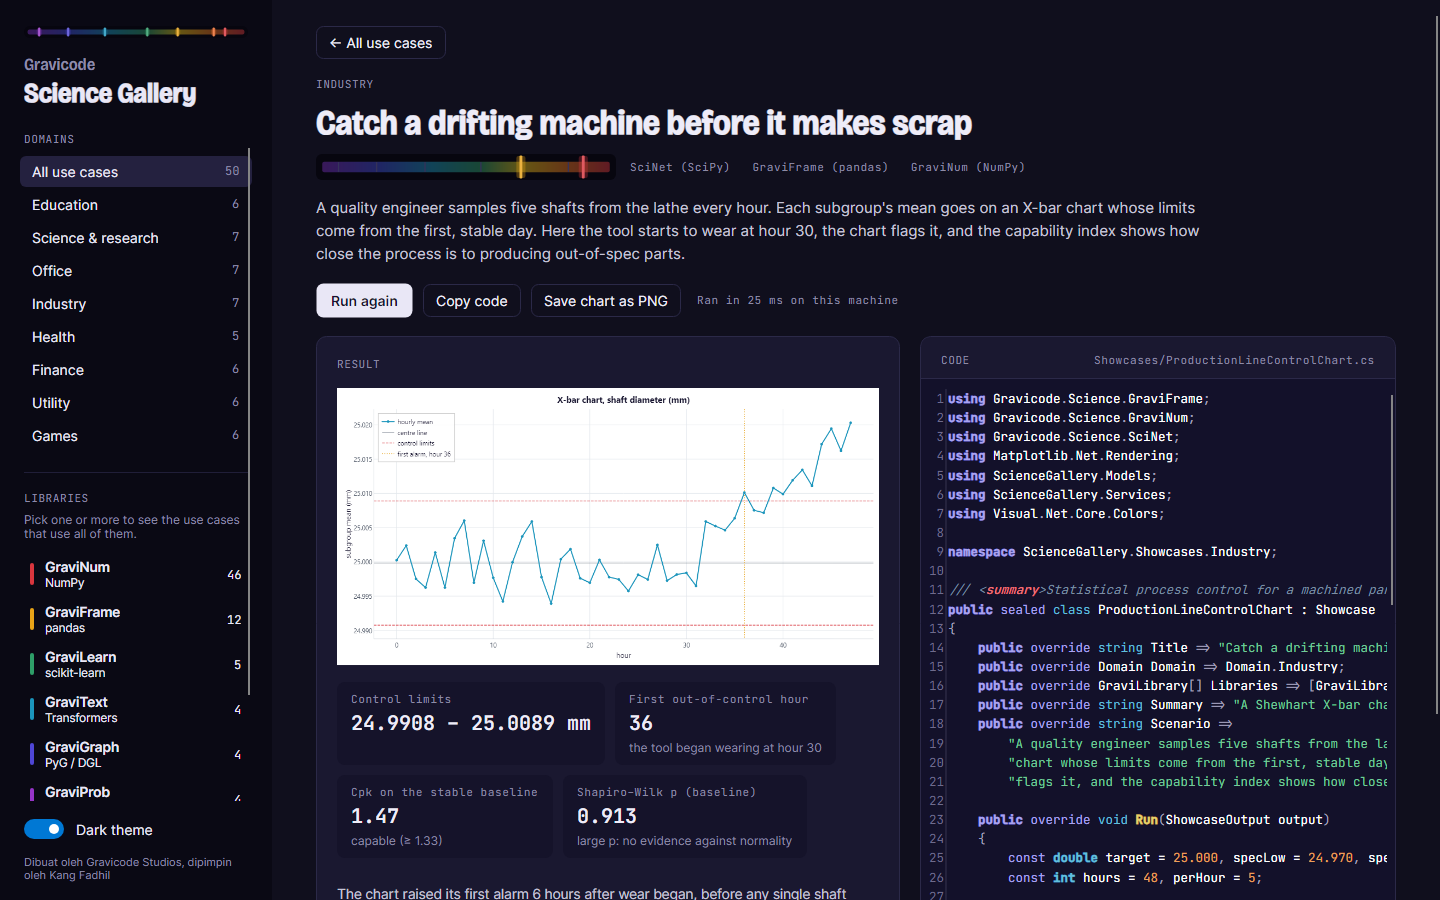 Gravicode
Science Gallery
DOMAINS
All use cases 50
Education 6
Science & research 7
Office 7
Industry 7
Health 5
Finance 6
Utility 6
Games 6
LIBRARIES
Pick one or more to see the use cases
that use all of them.
GraviNum
NumPy
46
GraviFrame
pandas
12
GraviLearn
scikit-learn
5
GraviText
Transformers
4
GraviGraph
PyG / DGL
4
GraviProb
4
Dark theme
Dibuat oleh Gravicode Studios, dipimpin
oleh Kang Fadhil
← All use cases
INDUSTRY
Catch a drifting machine before it makes scrap
SciNet (SciPy) GraviFrame (pandas) GraviNum (NumPy)
A quality engineer samples five shafts from the lathe every hour. Each subgroup's mean goes on an X-bar chart whose limits
come from the first, stable day. Here the tool starts to wear at hour 30, the chart flags it, and the capability index shows how
close the process is to producing out-of-spec parts.
Run again Copy code Save chart as PNG Ran in 25 ms on this machine
RESULT
X-bar chart, shaft diameter (mm)
hourly mean
centre line
control limits
first alarm, hour 36
25.020
25.015
25.010
25.005
25.000
24.995
24.990
subgroup mean (mm)
0 10 20 30 40
hour
Control limits
24.9908 – 25.0089 mm
First out-of-control hour
36
the tool began wearing at hour 30
Cpk on the stable baseline
1.47
capable (≥ 1.33)
Shapiro-Wilk p (baseline)
0.913
large p: no evidence against normality
The chart raised its first alarm 6 hours after wear began, before any single shaft
CODE Showcases/ProductionLineControlChart.cs
1 using Gravicode.Science.GraviFrame;
2 using Gravicode.Science.GraviNum;
3 using Gravicode.Science.SciNet;
4 using Matplotlib.Net.Rendering;
5 using ScienceGallery.Models;
6 using ScienceGallery.Services;
7 using Visual.Net.Core.Colors;
8
9 namespace ScienceGallery.Showcases.Industry;
10
11 /// <summary>Statistical process control for a machined par
12 public sealed class ProductionLineControlChart : Showcase
13 {
14 public override string Title => "Catch a drifting machi
15 public override Domain Domain => Domain.Industry;
16 public override GraviLibrary[] Libraries => [GraviLibra
17 public override string Summary => "A Shewhart X-bar cha
18 public override string Scenario =>
19 "A quality engineer samples five shafts from the la
20 "chart whose limits come from the first, stable day
21 "flags it, and the capability index shows how close
22
23 public override void Run(ShowcaseOutput output)
24 {
25 const double target = 25.000, specLow = 24.970, spe
26 const int hours = 48, perHour = 5;
27